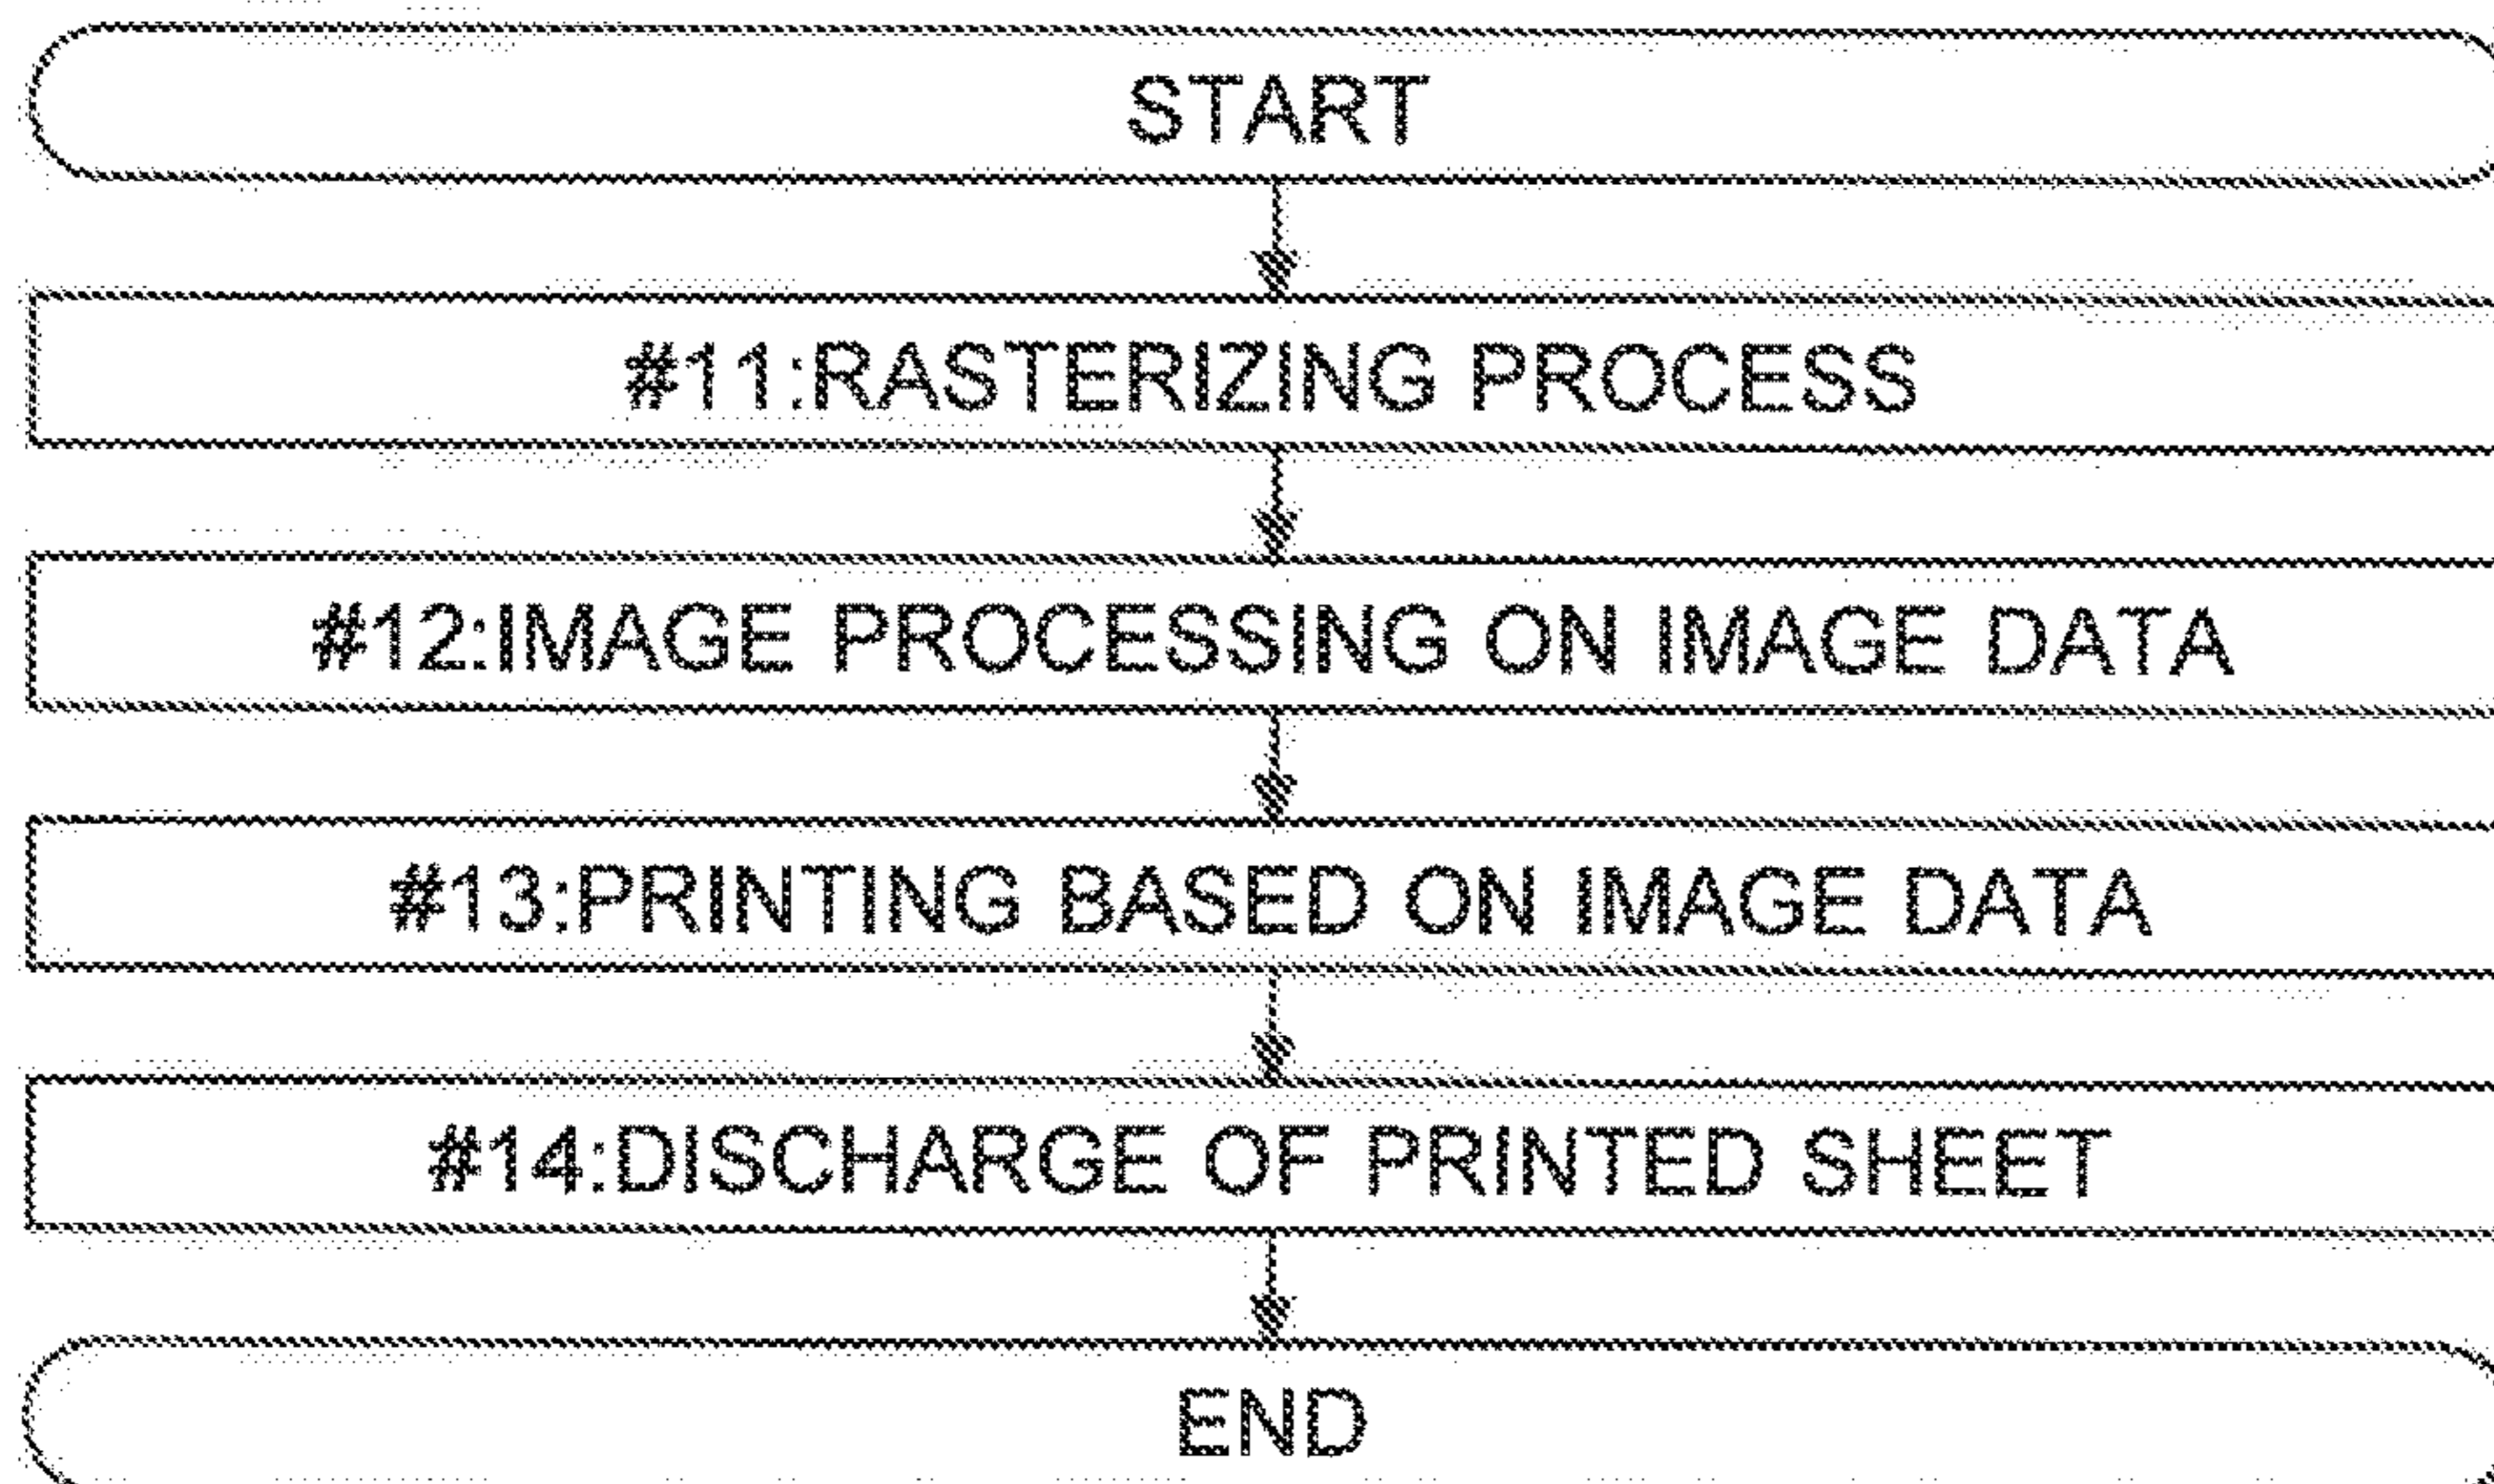 START
#11:RASTERIZING PROCESS
#12:IMAGE PROCESSING ON IMAGE DATA
#13:PRINTING BASED ON IMAGE DATA
#14:DISCHARGE OF PRINTED SHEET
END